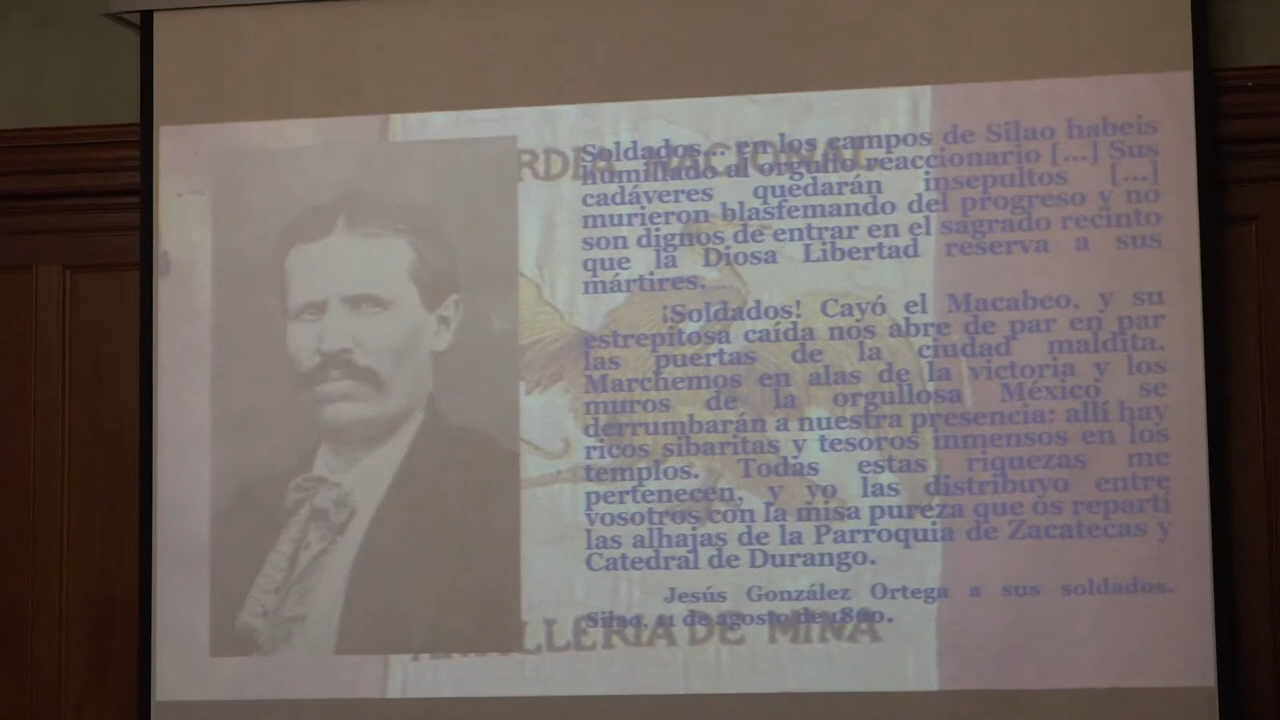 Soldados... en los campos de Silao habeis
humillado al orgullo reaccionario [...] Sus
cadáveres quedarán insepultos [...]
murieron blasfemando del progreso y no
son dignos de entrar en el sagrado recinto
que la Diosa Libertad reserva a sus
mártires.
¡Soldados! Cayó el Macabeo, y su
estrepitosa caída nos abre de par en par
las puertas de la ciudad maldita.
Marchemos en alas de la victoria y los
muros de la orgullosa México se
derrumbarán a nuestra presencia: allí hay
ricos sibaritas y tesoros inmensos en los
templos. Todas estas riquezas me
pertenecen, y yo las distribuyo entre
vosotros con la misa pureza que os repartí
las alhajas de la Parroquia de Zacatecas y
Catedral de Durango.
Jesús González Ortega a sus soldados.
Silao, 11 de agosto de 1860.
DE MINA